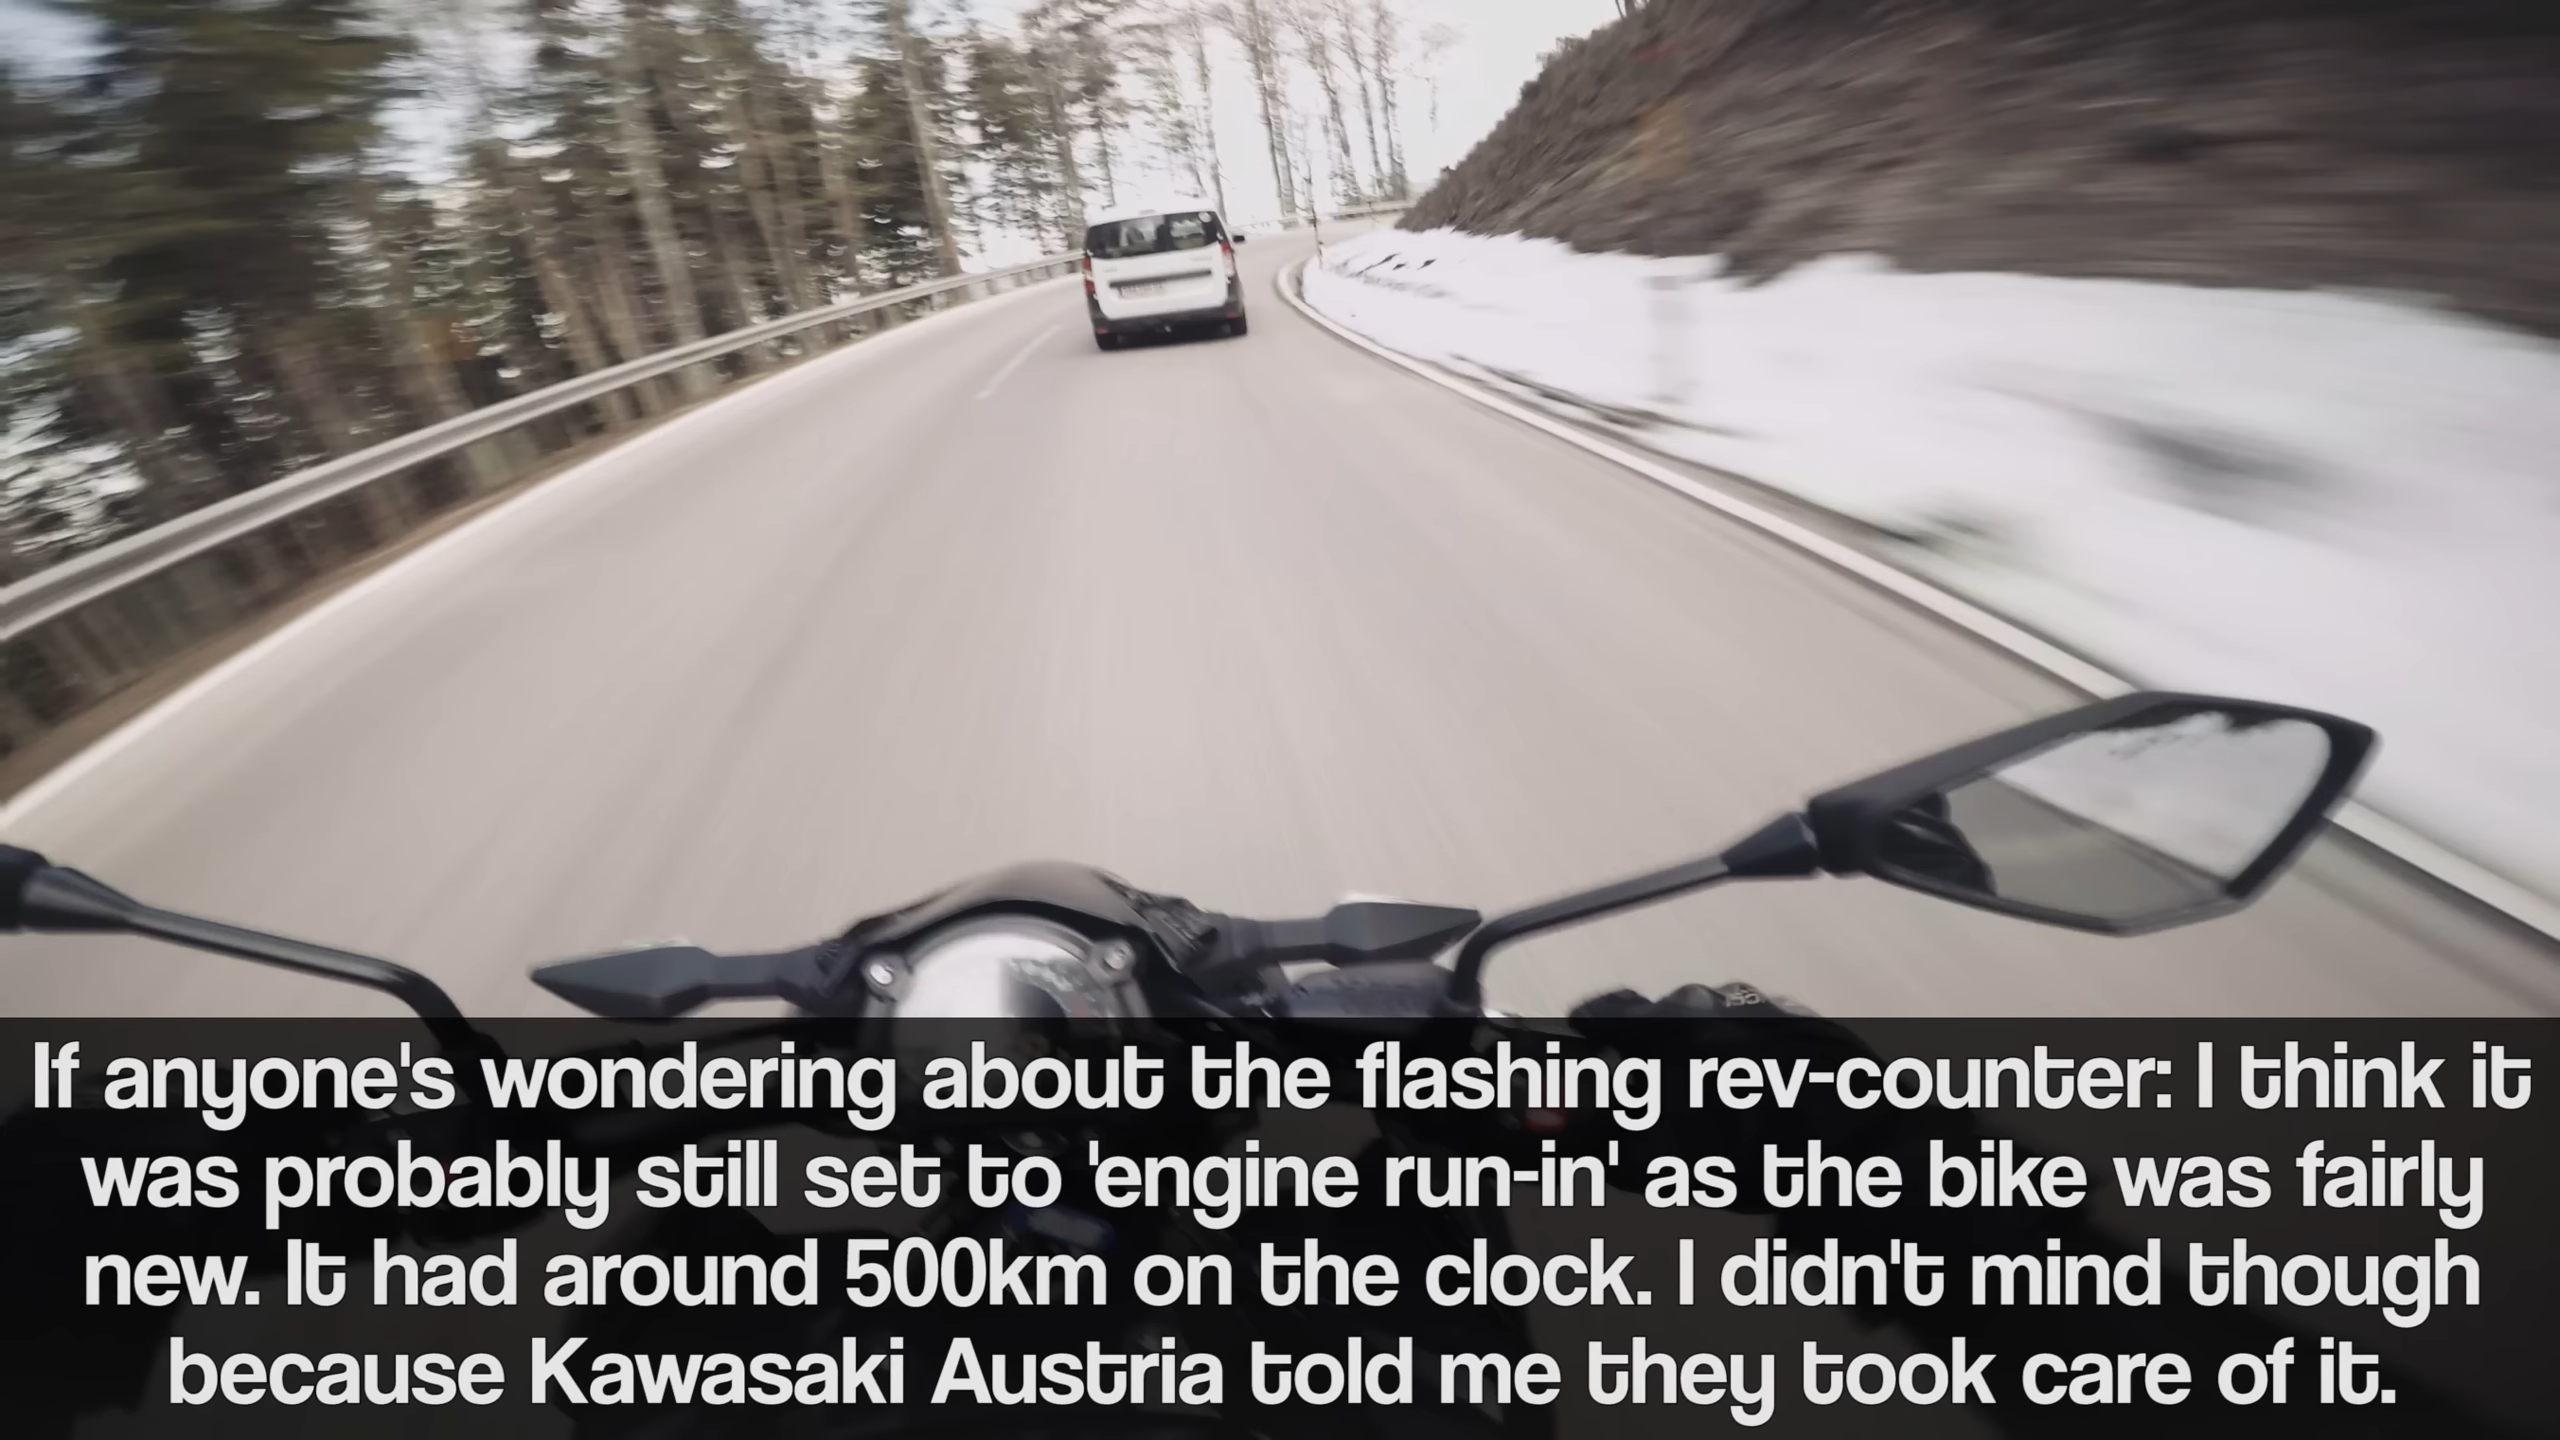 If anyone's wondering about the flashing rev-counter: I think it
was probably still set to 'engine run-in' as the bike was fairly
new. It had around 500km on the clock. I didn't mind though
because Kawasaki Austria told me they took care of it.